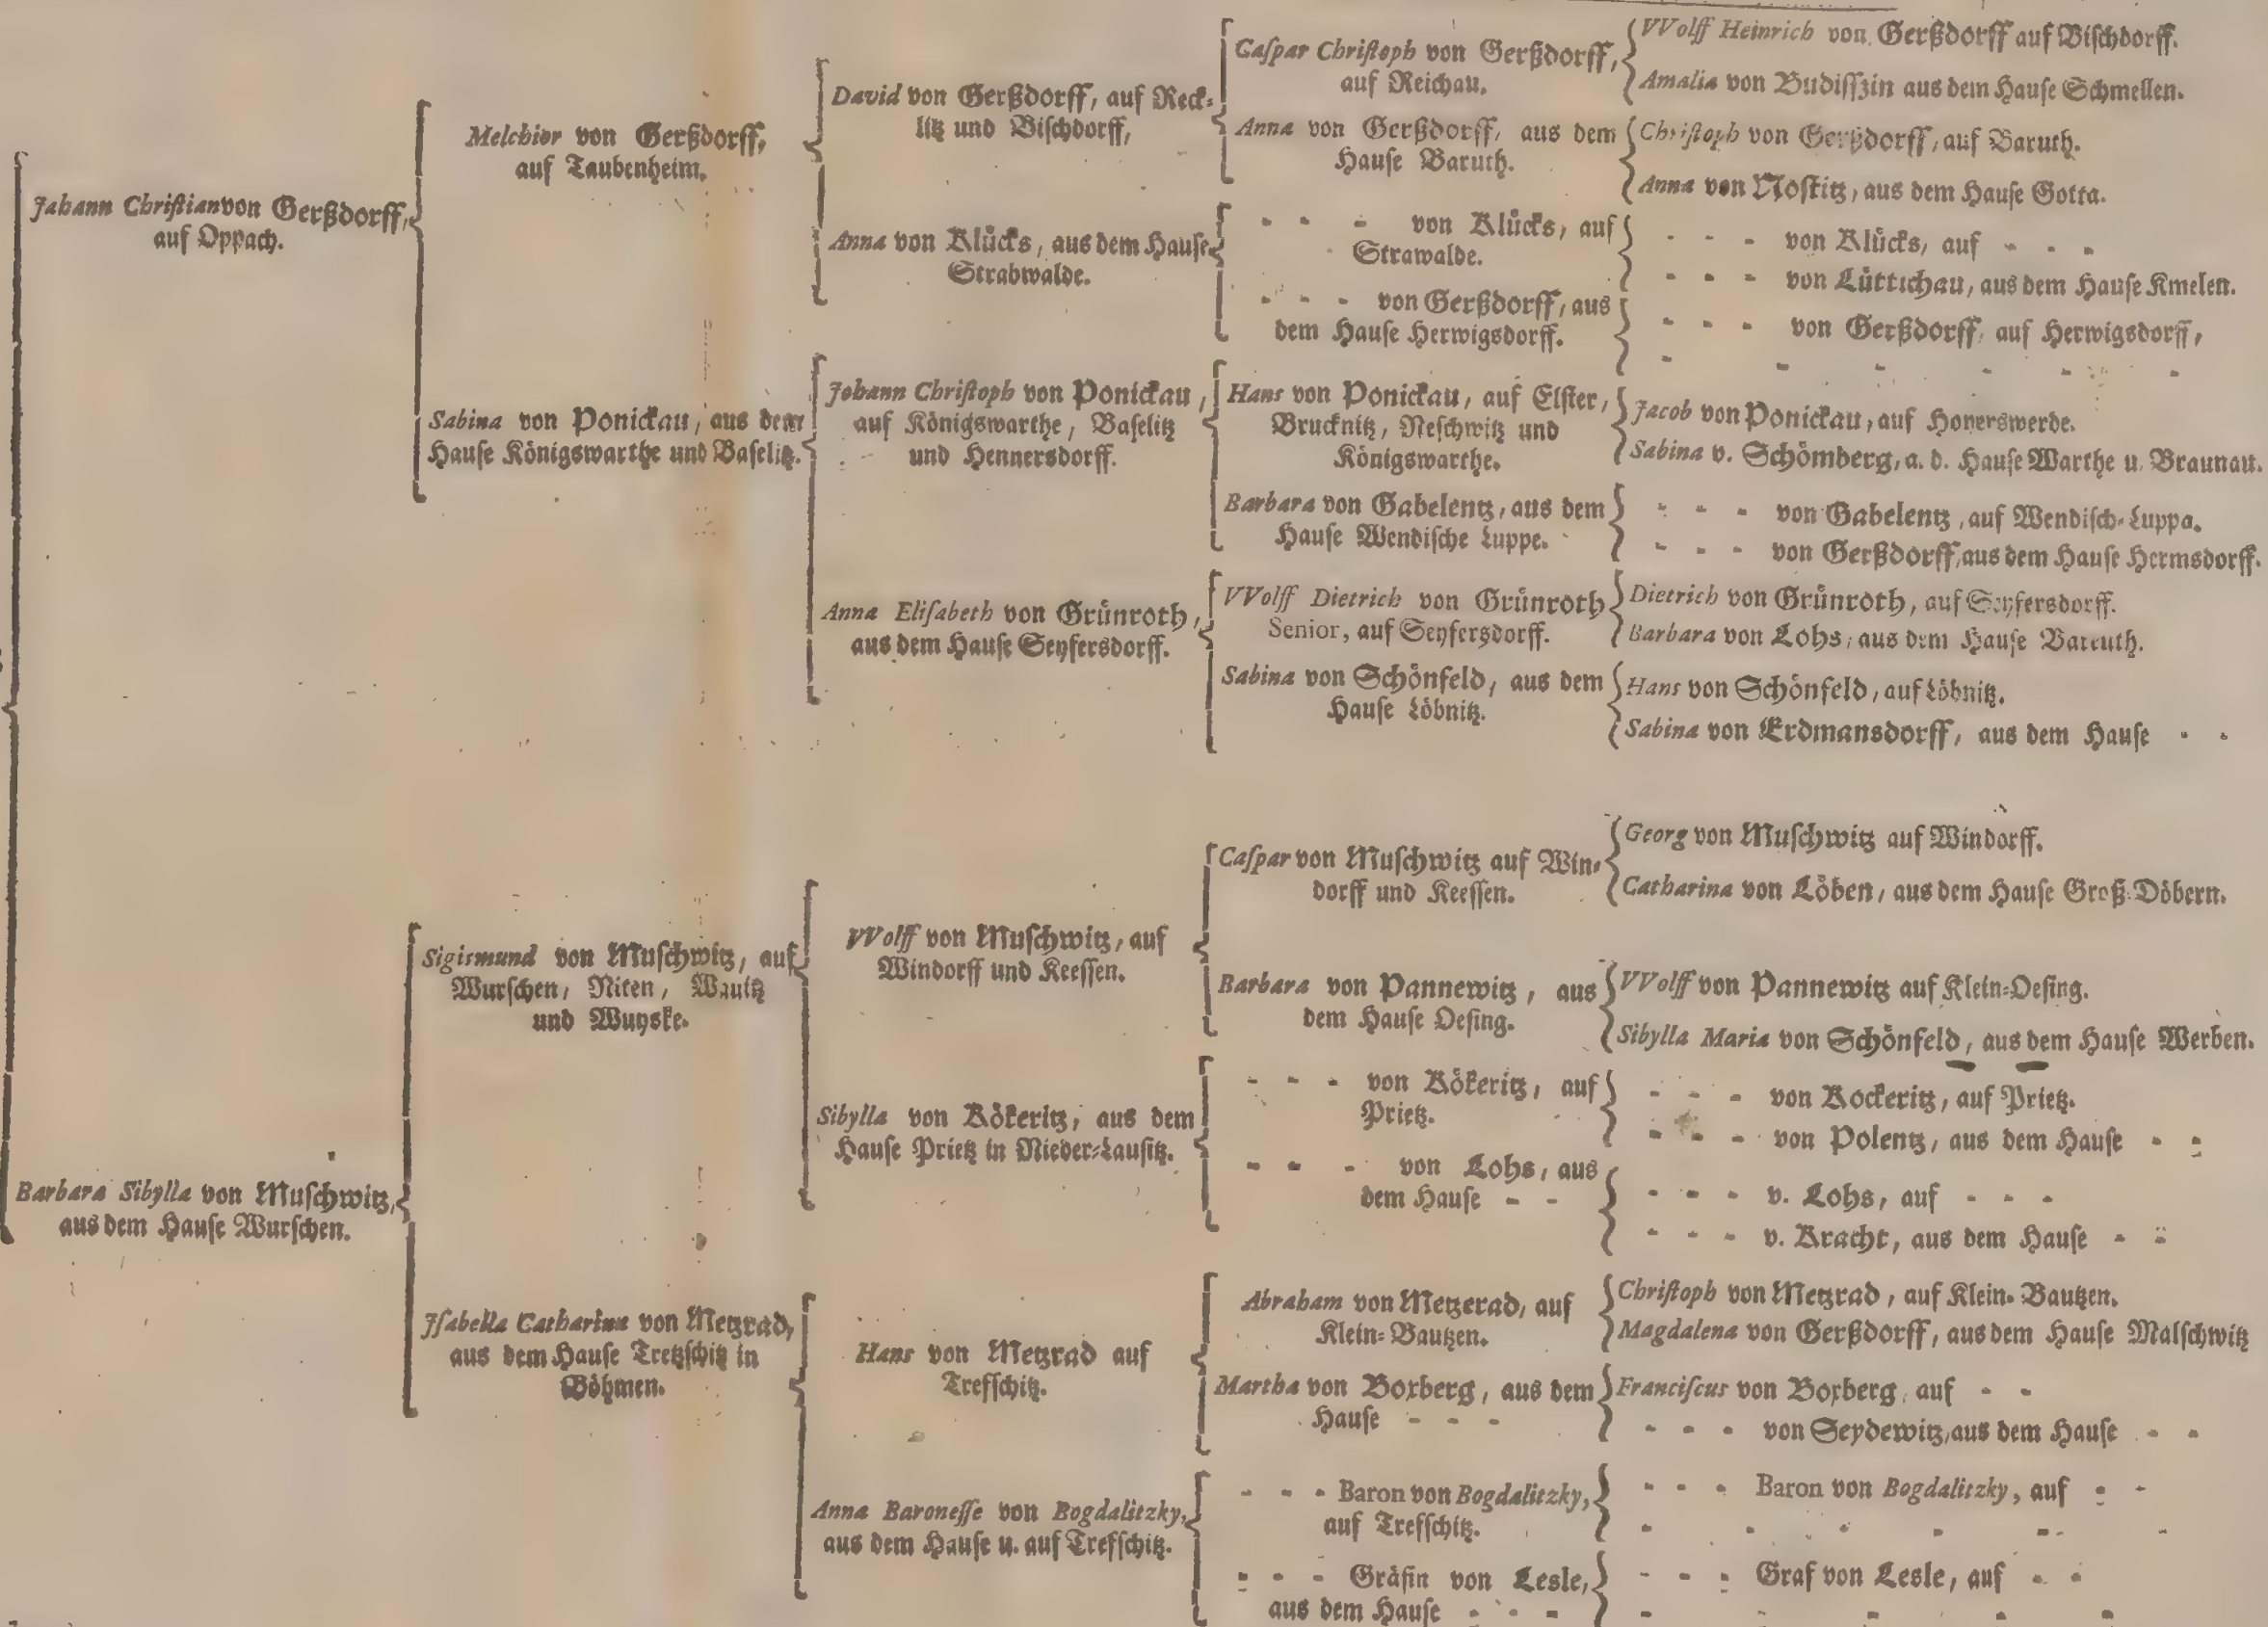 Jahann Christian von Gerßdorff,
auf Oppach.
Barbara Sibylla von Muschwitz,
aus dem Hause Wurschen.
Melchior von Gerßdorff,
auf Taubenheim.
Sabina von Ponickau, aus dem
Hause Königswarthe und Baselitz.
Sigismund von Muschwitz, auf
Wurschen, Niten, Wauitz
und Wuyske.
Isabella Catharina von Metzrad,
aus dem Hause Tretzschitz in
Böhmen.
David von Gerßdorff, auf Reck-
litz und Bischdorff,
Anna von Klücks, aus dem Hause
Strabwalde.
Johann Christoph von Ponickau,
auf Königswarthe, Baselitz
und Hennersdorff.
Anna Elisabeth von Grünroth,
aus dem Hause Seyfersdorff.
VVolff von Muschwitz, auf
Windorff und Keessen.
Sibylla von Kökeritz, aus dem
Hause Prietz in Nieder-Lausitz.
Hans von Metzrad auf
Trefschitz.
Anna Baronesse von Bogdalitzky,
aus dem Hause u. auf Trefschitz.
Caspar Christoph von Gerßdorff,
auf Reichau.
Anna von Gerßdorff, aus dem
Hause Baruth.
- - - von Klücks, auf
Strawalde.
- - - von Gerßdorff, aus
dem Hause Herwigsdorff.
Hans von Ponickau, auf Elster,
Brucknitz, Neschwitz und
Königswarthe.
Barbara von Gabelentz, aus dem
Hause Wendische Luppe.
VVolff Dietrich von Grünroth
Senior, auf Seyfersdorff.
Sabina von Schönfeld, aus dem
Hause Löbnitz.
Caspar von Muschwitz auf Win-
dorff und Keessen.
Barbara von Pannewitz, aus
dem Hause Oesing.
- - - von Kökeritz, auf
Prietz.
- - - von Lohs, aus
dem Hause - -
Abraham von Metzerad, auf
Klein-Bautzen.
Martha von Borberg, aus dem
Hause - - -
- - - Baron von Bogdalitzky,
auf Trefschitz.
- - - Gräfin von Lesle,
aus dem Hause - - -
VVolff Heinrich von Gerßdorff auf Bischdorff.
Amalia von Budisszin aus dem Hause Schmellen.
Christoph von Gerßdorff, auf Baruth.
Anna von Nostitz, aus dem Hause Gotta.
- - - von Klücks, auf - - -
- - - von Lüttichau, aus dem Hause Kmelen.
- - - von Gerßdorff, auf Herwigsdorff,
- - - - - -
Jacob von Ponickau, auf Hoyerswerde.
Sabina v. Schömberg, a. d. Hause Warthe u. Braunau.
- - - von Gabelentz, auf Wendisch-Luppa.
- - - von Gerßdorff, aus dem Hause Hermsdorff.
Dietrich von Grünroth, auf Seyfersdorff.
Barbara von Lohs, aus dem Hause Barruth.
Hans von Schönfeld, auf Löbnitz.
Sabina von Erdmansdorff, aus dem Hause - -
Georg von Muschwitz auf Windorff.
Catharina von Löben, aus dem Hause Groß-Döbern.
VVolff von Pannewitz auf Klein-Oesing.
Sibylla Maria von Schönfeld, aus dem Hause Werben.
- - - von Kockeritz, auf Prietz.
- - - von Polentz, aus dem Hause - -
- - - v. Lohs, auf - - -
- - - v. Kracht, aus dem Hause - -
Christoph von Metzrad, auf Klein-Bautzen.
Magdalena von Gerßdorff, aus dem Hause Malschwitz
Franciscus von Borberg, auf - -
- - - von Seydewitz, aus dem Hause - -
- - - Baron von Bogdalitzky, auf - -
- - - - - -
- - - Graf von Lesle, auf - -
- - - - -